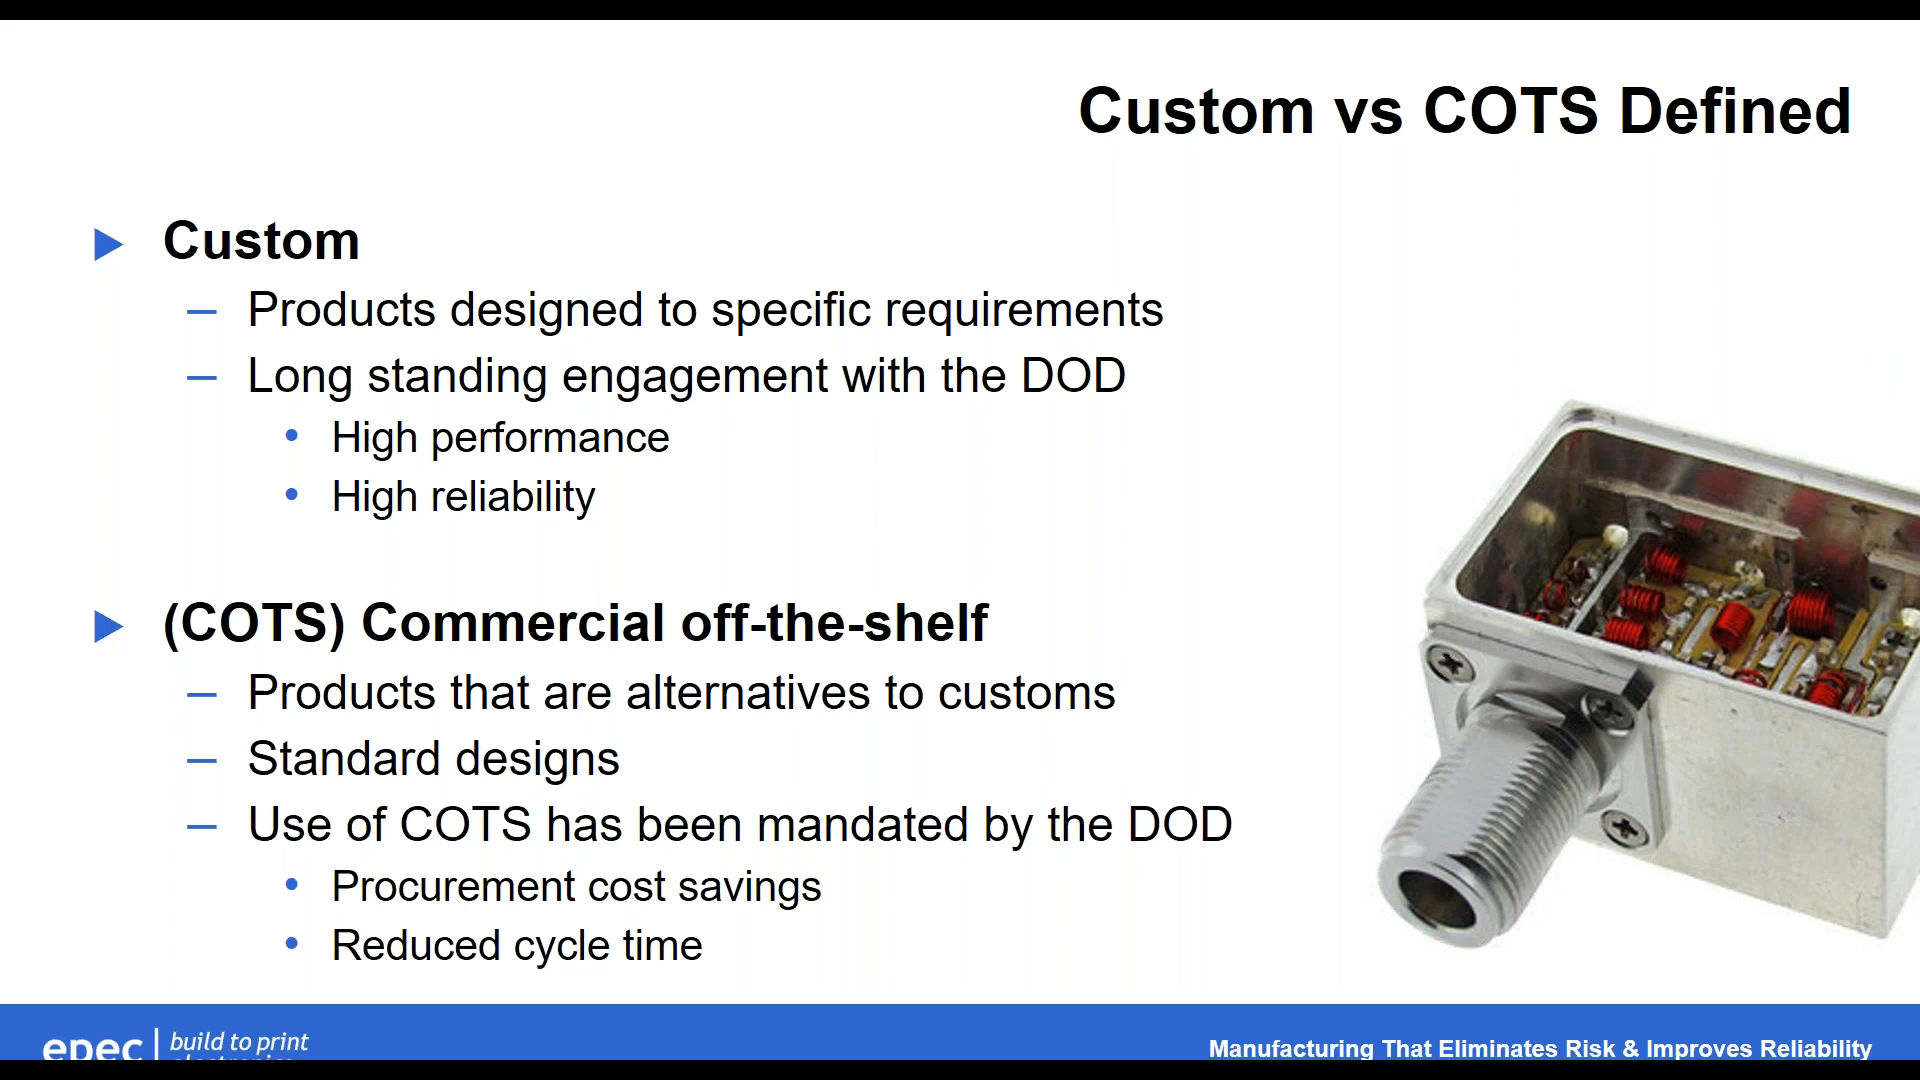 Custom vs COTS Defined
Custom
Products designed to specific requirements
Long standing engagement with the DOD
High performance
High reliability
(COTS) Commercial off-the-shelf
Products that are alternatives to customs
Standard designs
Use of COTS has been mandated by the DOD
Procurement cost savings
Reduced cycle time
epec
build to print
Manufacturing That Eliminates Risk & Improves Reliability